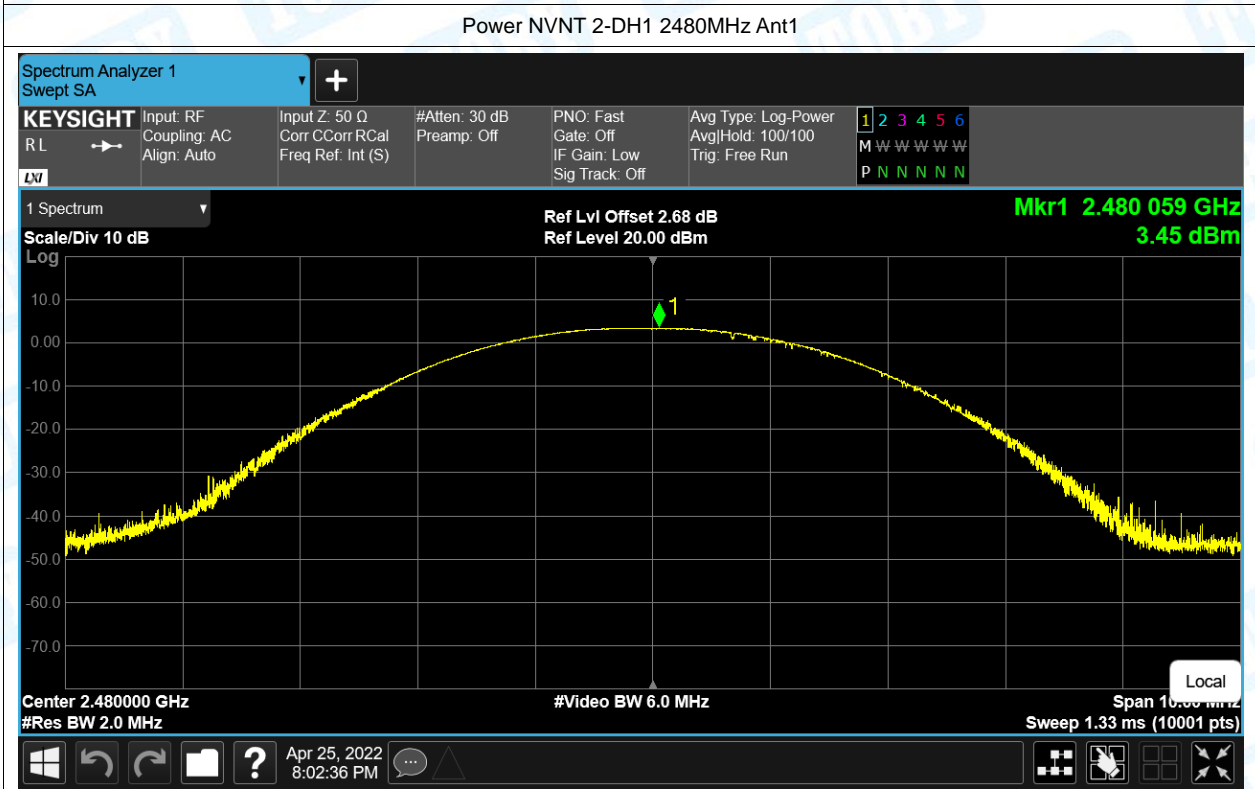 Power NVNT 2-DH1 2480MHz Ant1
Spectrum Analyzer 1
Swept SA
KEYSIGHT
R L
LXI
Input: RF
Coupling: AC
Align: Auto
Input Z: 50 Ω
Corr CCorr RCal
Freq Ref: Int (S)
#Atten: 30 dB
Preamp: Off
PNO: Fast
Gate: Off
IF Gain: Low
Sig Track: Off
Avg Type: Log-Power
Avg|Hold: 100/100
Trig: Free Run
1 2 3 4 5 6
M W W W W W
P N N N N N
1 Spectrum
Scale/Div 10 dB
Log
Ref Lvl Offset 2.68 dB
Ref Level 20.00 dBm
Mkr1 2.480 059 GHz
3.45 dBm
1
10.0
0.00
-10.0
-20.0
-30.0
-40.0
-50.0
-60.0
-70.0
Local
Center 2.480000 GHz
#Video BW 6.0 MHz
Span 10.00 MHz
#Res BW 2.0 MHz
Sweep 1.33 ms (10001 pts)
?
Apr 25, 2022
8:02:36 PM